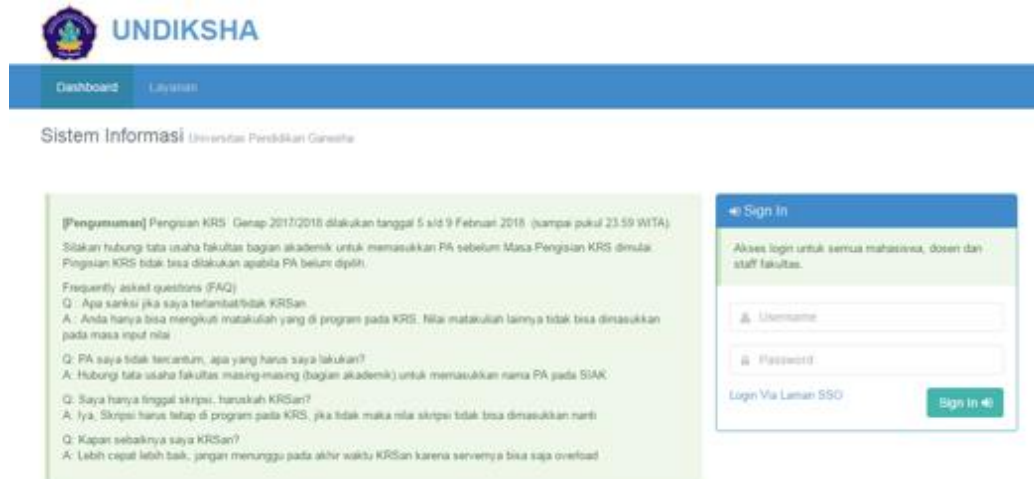 UNDIKSHA
Dashboard
Layanan
Sistem Informasi Universitas Pendidikan Ganesha
[Pengumuman] Pengisian KRS Genap 2017/2018 dilakukan tanggal 5 s/d 9 Februari 2018 (sampai pukul 23.59 WITA)
Silakan hubungi tata usaha fakultas bagian akademik untuk memasukkan PA sebelum Masa Pengisian KRS dimulai
Pingisian KRS tidak bisa dilakukan apabila PA belum dipilih.
Frequently asked questions (FAQ)
Q : Apa sanksi jika saya terlambat/tidak KRSan
A : Anda hanya bisa mengikuti matakuliah yang di program pada KRS. Nilai matakuliah lainnya tidak bisa dimasukkan
pada masa input nilai
Q: PA saya tidak tercantum, apa yang harus saya lakukan?
A: Hubungi tata usaha fakultas masing-masing (bagian akademik) untuk memasukkan nama PA pada SIAK
Q: Saya hanya tinggal skripsi, haruskah KRSan?
A: Iya, Skripsi harus tetap di program pada KRS, jika tidak maka nilai skripsi tidak bisa dimasukkan nanti
Q: Kapan sebaiknya saya KRSan?
A: Lebih cepat lebih baik, jangan menunggu pada akhir waktu KRSan karena servernya bisa saja overload
Sign In
Akses login untuk semua mahasiswa, dosen dan
staff fakultas.
Username
Password
Login Via Laman SSO
Sign In